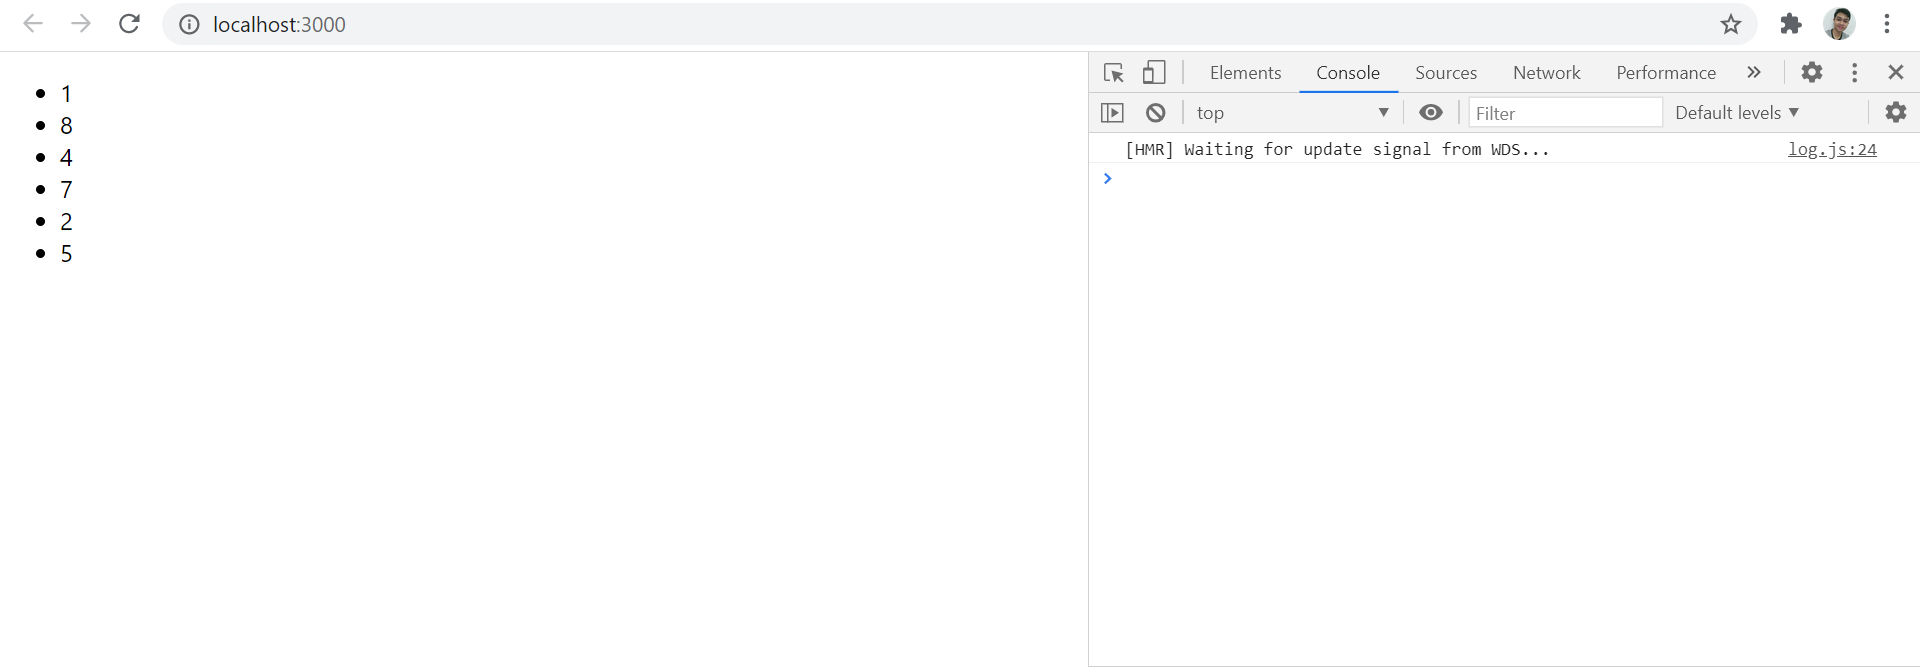 localhost:3000
1
8
4
7
2
5
Elements Console Sources Network Performance
top Filter Default levels
[HMR] Waiting for update signal from WDS... log.js:24